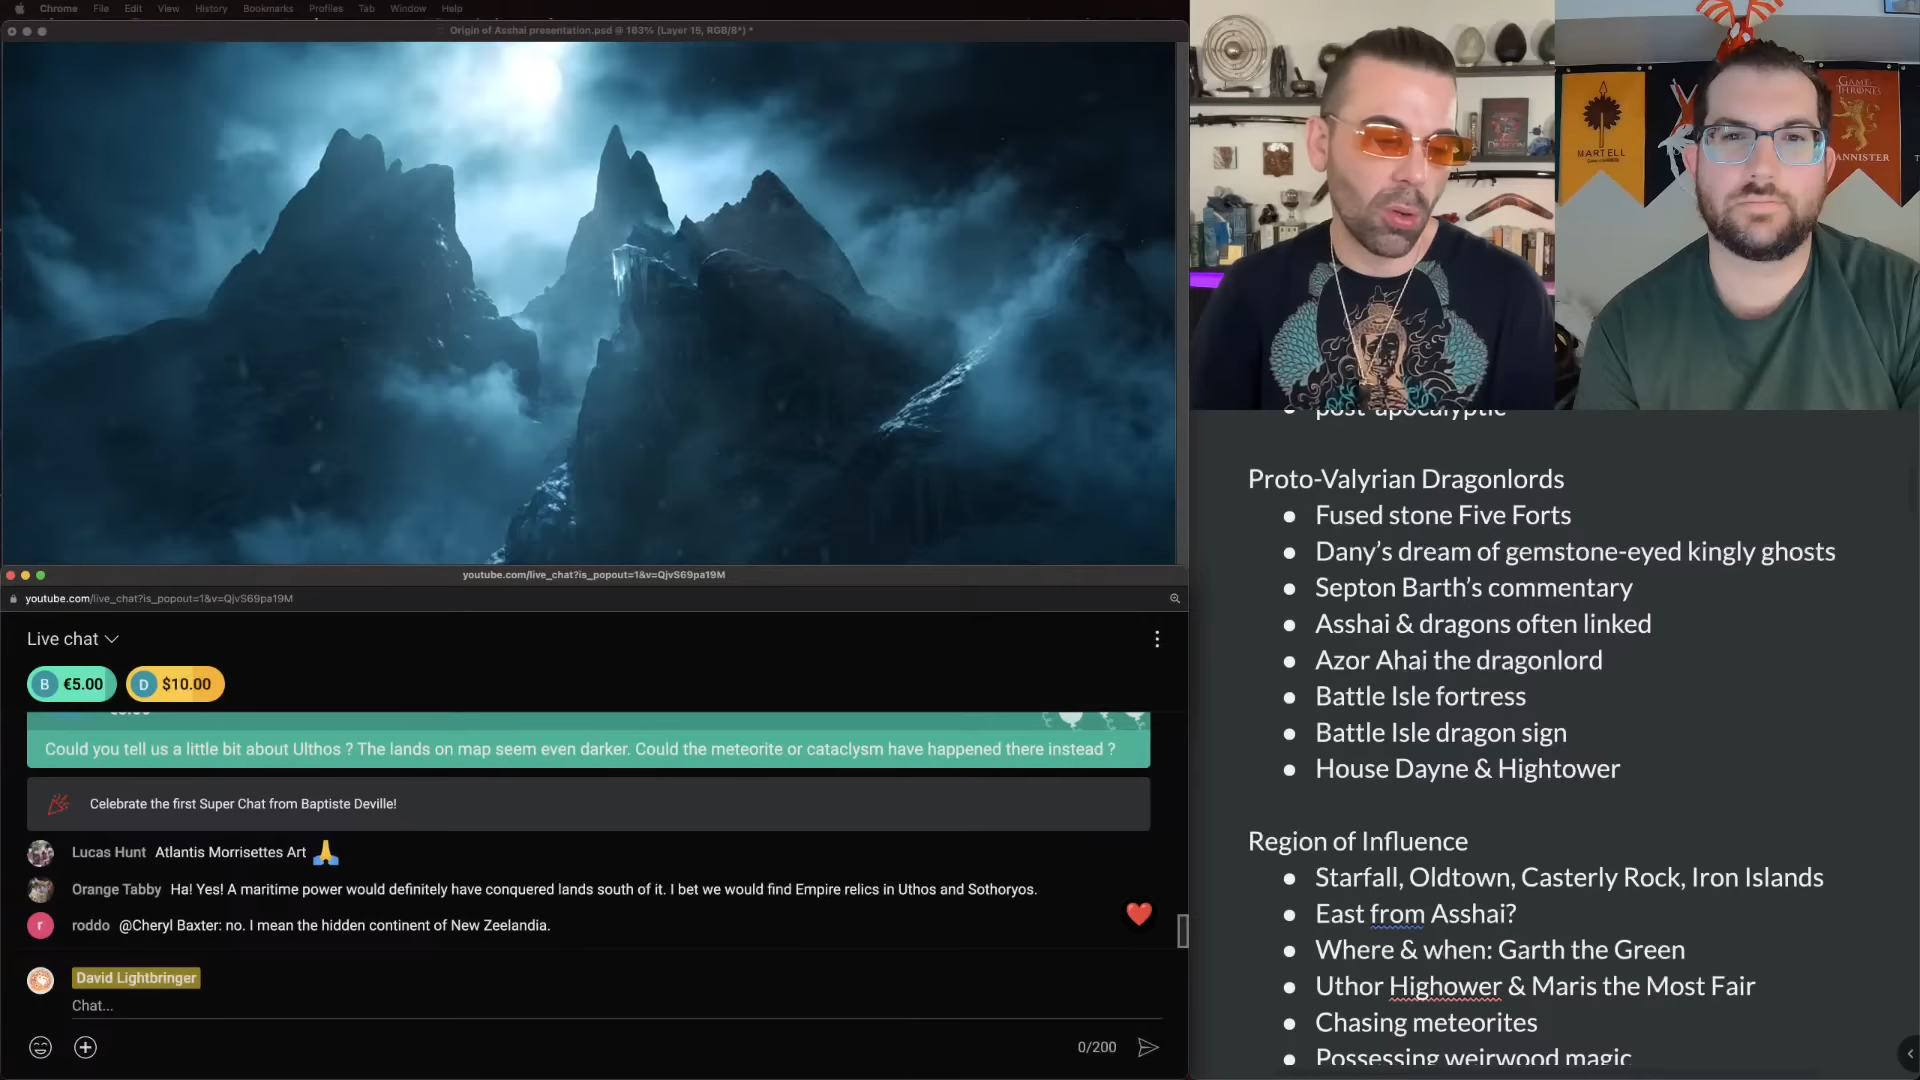 Chrome File Edit View History Bookmarks Profiles Tab Window Help
Origin of Asshai presentation.psd @ 163% (Layer 15, RGB/8*) *
MARTELL
GAME OF THRONES
post-apocalyptic
Proto-Valyrian Dragonlords
● Fused stone Five Forts
● Dany’s dream of gemstone-eyed kingly ghosts
● Septon Barth’s commentary
● Asshai & dragons often linked
● Azor Ahai the dragonlord
● Battle Isle fortress
● Battle Isle dragon sign
● House Dayne & Hightower
Region of Influence
● Starfall, Oldtown, Casterly Rock, Iron Islands
● East from Asshai?
● Where & when: Garth the Green
● Uthor Highower & Maris the Most Fair
● Chasing meteorites
● Possessing weirwood magic
youtube.com/live_chat?is_popout=1&v=QjvS69pa19M
youtube.com/live_chat?is_popout=1&v=QjvS69pa19M
Live chat
B €5.00 D $10.00
Could you tell us a little bit about Ulthos ? The lands on map seem even darker. Could the meteorite or cataclysm have happened there instead ?
Celebrate the first Super Chat from Baptiste Deville!
Lucas Hunt Atlantis Morrisettes Art 🙏
Orange Tabby Ha! Yes! A maritime power would definitely have conquered lands south of it. I bet we would find Empire relics in Uthos and Sothoryos.
r roddo @Cheryl Baxter: no. I mean the hidden continent of New Zeelandia.
David Lightbringer
Chat...
0/200